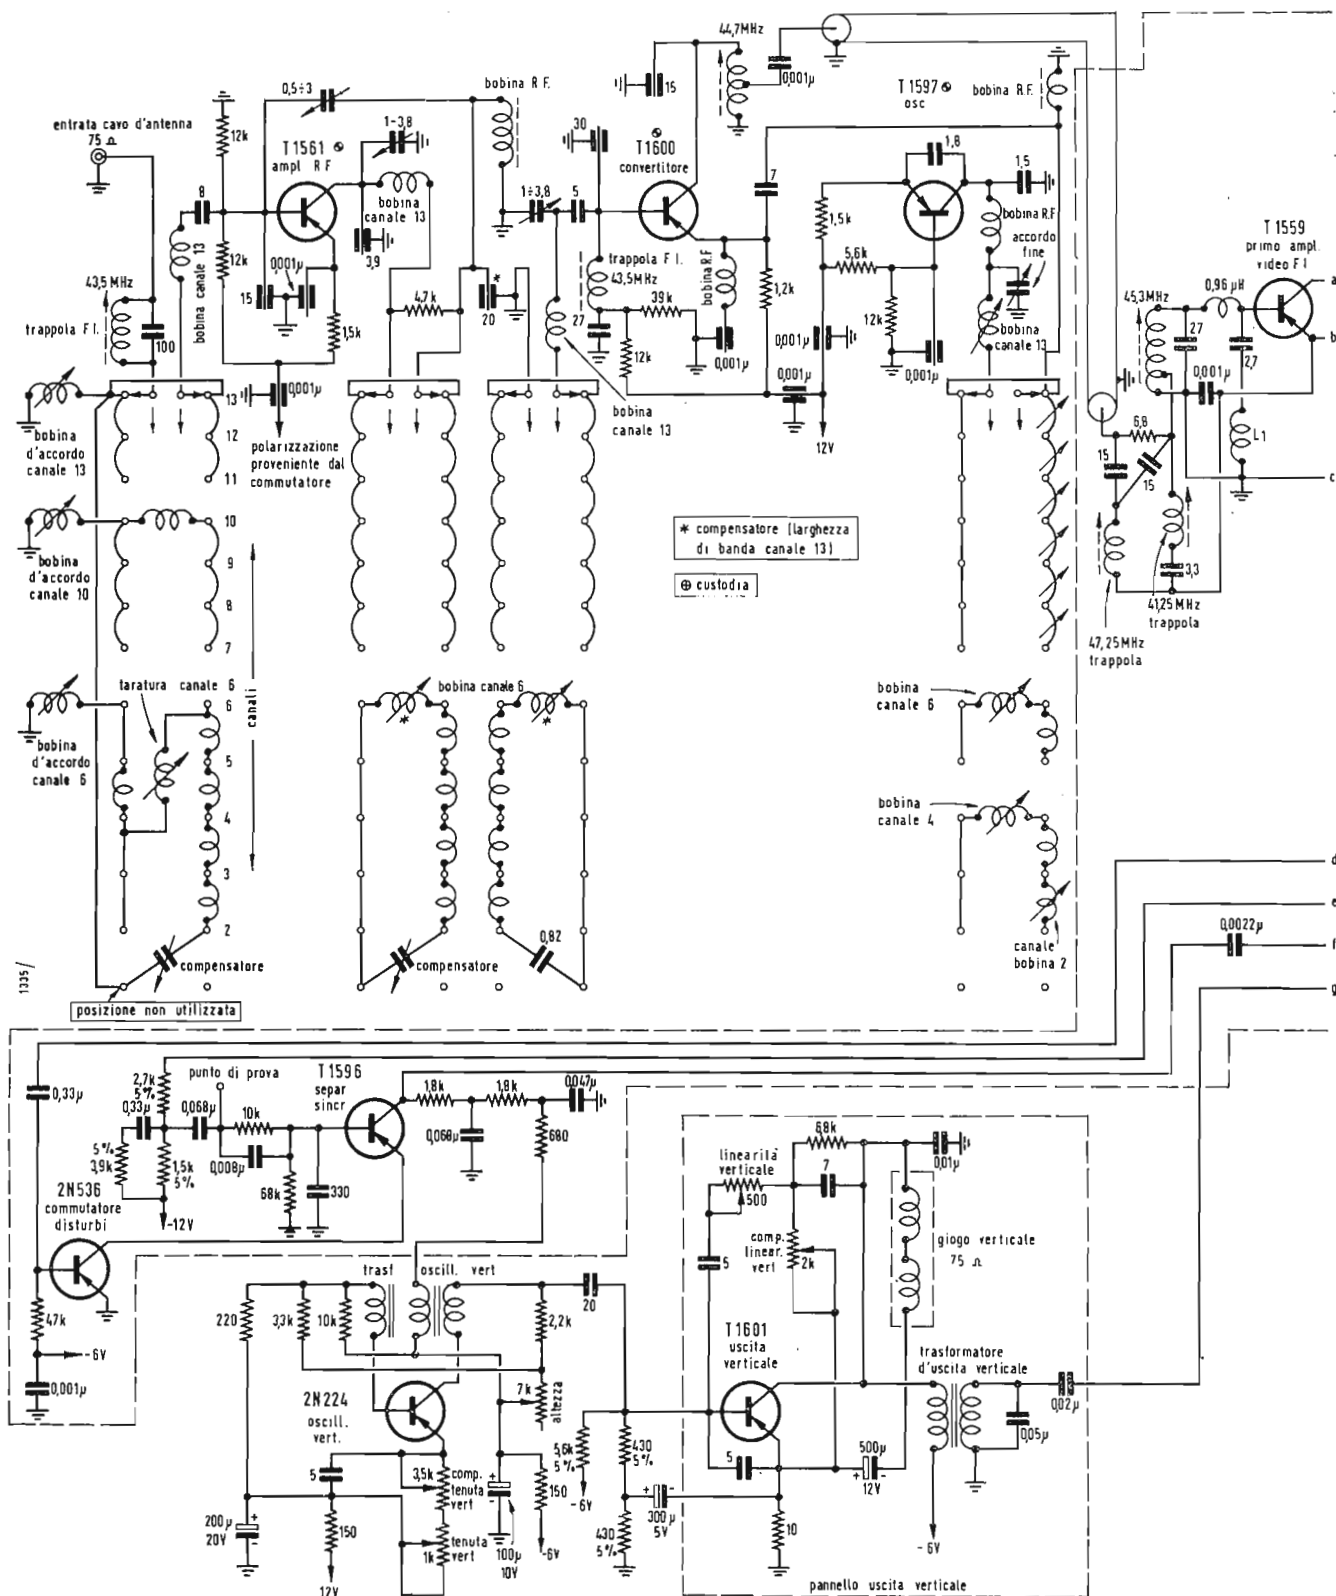 44,7MHz
0,001µ
15
T1597
osc
bobina R.F.
bobina R.F.
0,5÷3
entrata cavo d'antenna
75 Ω
12k
T1561
ampl. R.F
1-3,8
30
T1600
convertitore
1,8
1,5
7
8
bobina
canale 13
1÷3,8
5
1,5k
bobina R.F
accordo
fine
T1559
primo ampl.
video F.I
43,5 MHz
trappola F.I.
100
bobina canale 13
12k
0,001µ
15
3,9
1,5k
4,7k
*
20
trappola F.I.
43,5MHz
27
39k
12k
bobina R.F
1,2k
5,6k
12k
0,001µ
0,001µ
0,001µ
0,001µ
bobina
canale 13
45,3MHz
0,96 µH
27
2,7
0,001µ
a
b
c
L1
6,8
15
15
3,3
41,25MHz
trappola
47,25MHz
trappola
0,001µ
12V
bobina
canale 13
bobina
d'accordo
canale 13
13
12
11
10
9
8
7
6
5
4
3
2
polarizzazione
proveniente dal
commutatore
* compensatore (larghezza
di banda canale 13)
⊕ custodia
bobina
d'accordo
canale 10
canali
taratura canale 6
bobina
d'accordo
canale 6
bobina canale 6
*
*
bobina
canale 6
bobina
canale 4
canale
bobina 2
compensatore
compensatore
0,82
posizione non utilizzata
1335/
d
e
f
g
0,0022µ
0,33µ
2,7k
5%
0,33µ
0,068µ
punto di prova
10k
0,008µ
T1596
separ
sincr
1,8k
1,8k
0,047µ
0,068µ
680
5%
3,9k
1,5k
5%
68k
330
-12V
2N536
commutatore
disturbi
47k
-6V
0,001µ
trasf
oscill. vert
220
3,3k
10k
2,2k
20
2N224
oscill.
vert.
7k
altezza
5
3,5k
comp.
tenuta
vert
1k
tenuta
vert
150
200µ
20V
12V
100µ
10V
150
-6V
5,6k
5%
-6V
430
5%
430
5%
300µ
5V
linearità
verticale
500
6,8k
7
0,01µ
comp.
linear.
vert
2k
5
giogo verticale
75 Ω
T1601
uscita
verticale
trasformatore
d'uscita verticale
0,02µ
0,05µ
5
500µ
12V
10
-6V
pannello uscita verticale